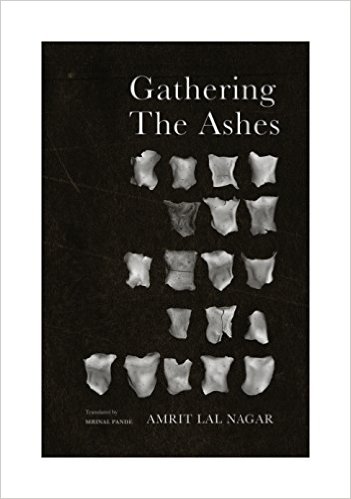 Gathering
The Ashes
Translated by
MRINAL PANDE
AMRIT LAL NAGAR